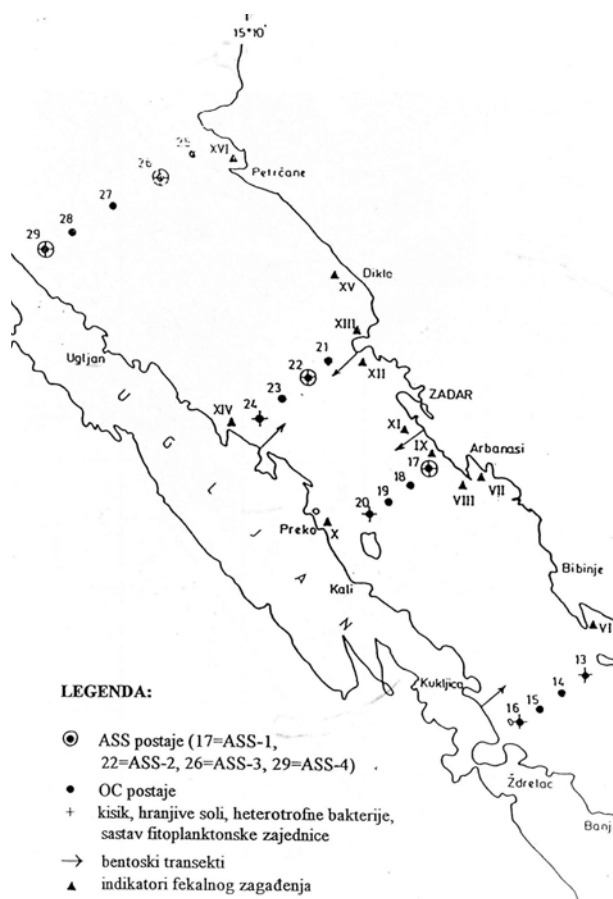 15°10'
25
XVI
26
Petrčane
27
28
29
Diklo
XV
XIII
Ugljan
21
22
XII
23
ZADAR
XIV
24
XI
Arbanasi
IX
17
18
VIII
VII
19
20
Preko
X
U G L J A N
Bibinje
Kali
VI
13
Kukljica
14
15
16
Ždrelac
Banj
LEGENDA:
ASS postaje (17=ASS-1,
22=ASS-2, 26=ASS-3, 29=ASS-4)
OC postaje
kisik, hranjive soli, heterotrofne bakterije,
sastav fitoplanktonske zajednice
bentoski transekti
indikatori fekalnog zagađenja